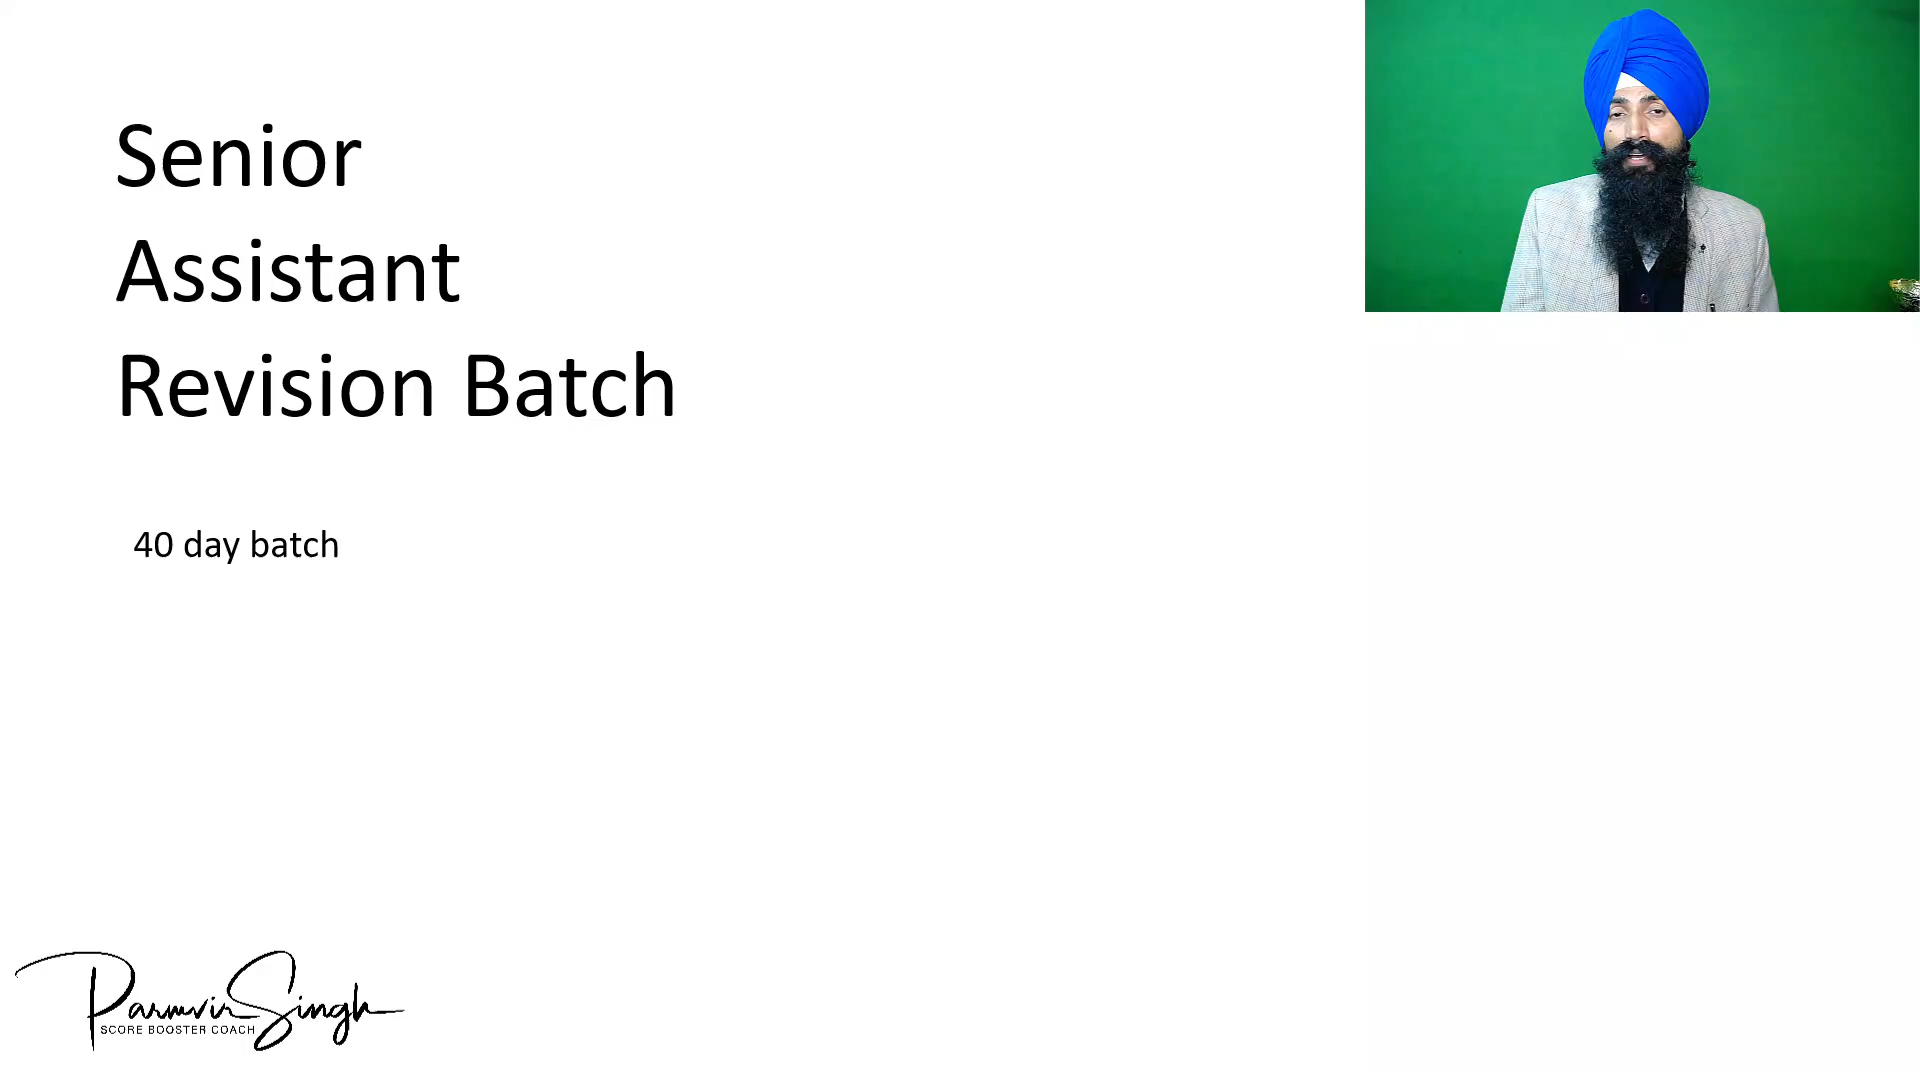 Senior
Assistant
Revision Batch
40 day batch
Parmvir Singh
SCORE BOOSTER COACH